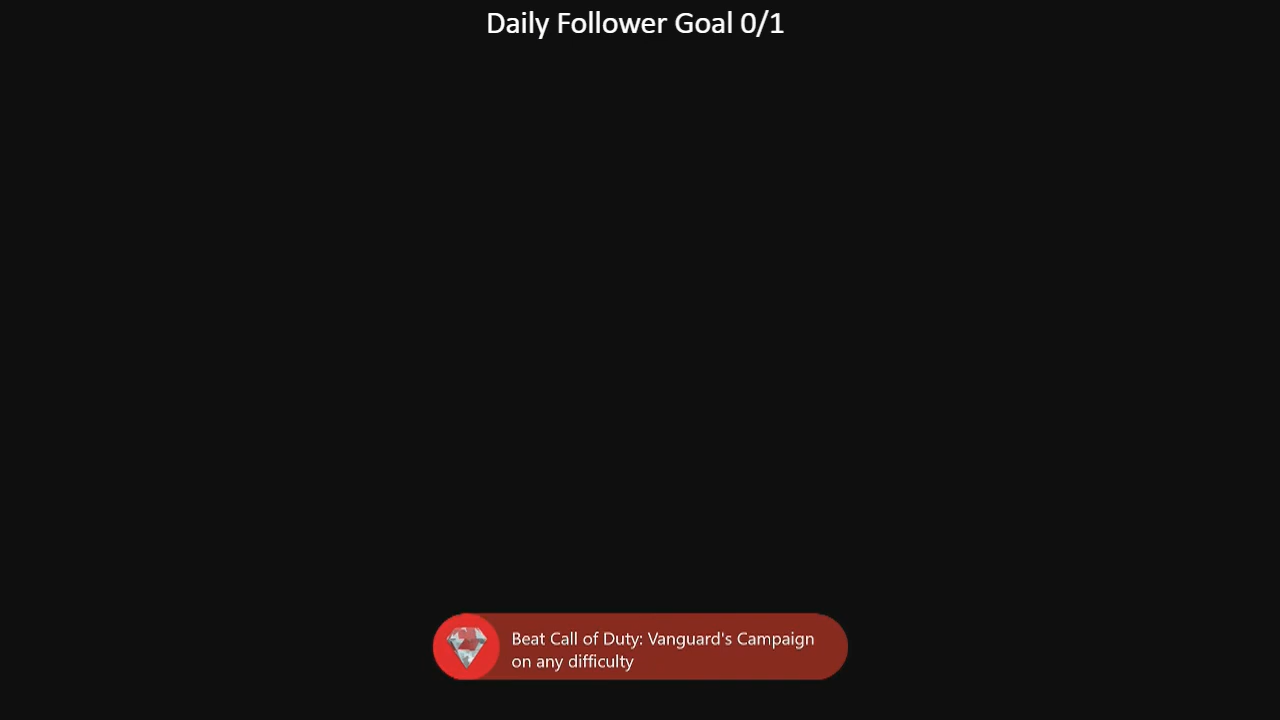 Daily Follower Goal 0/1
Beat Call of Duty: Vanguard's Campaign
on any difficulty